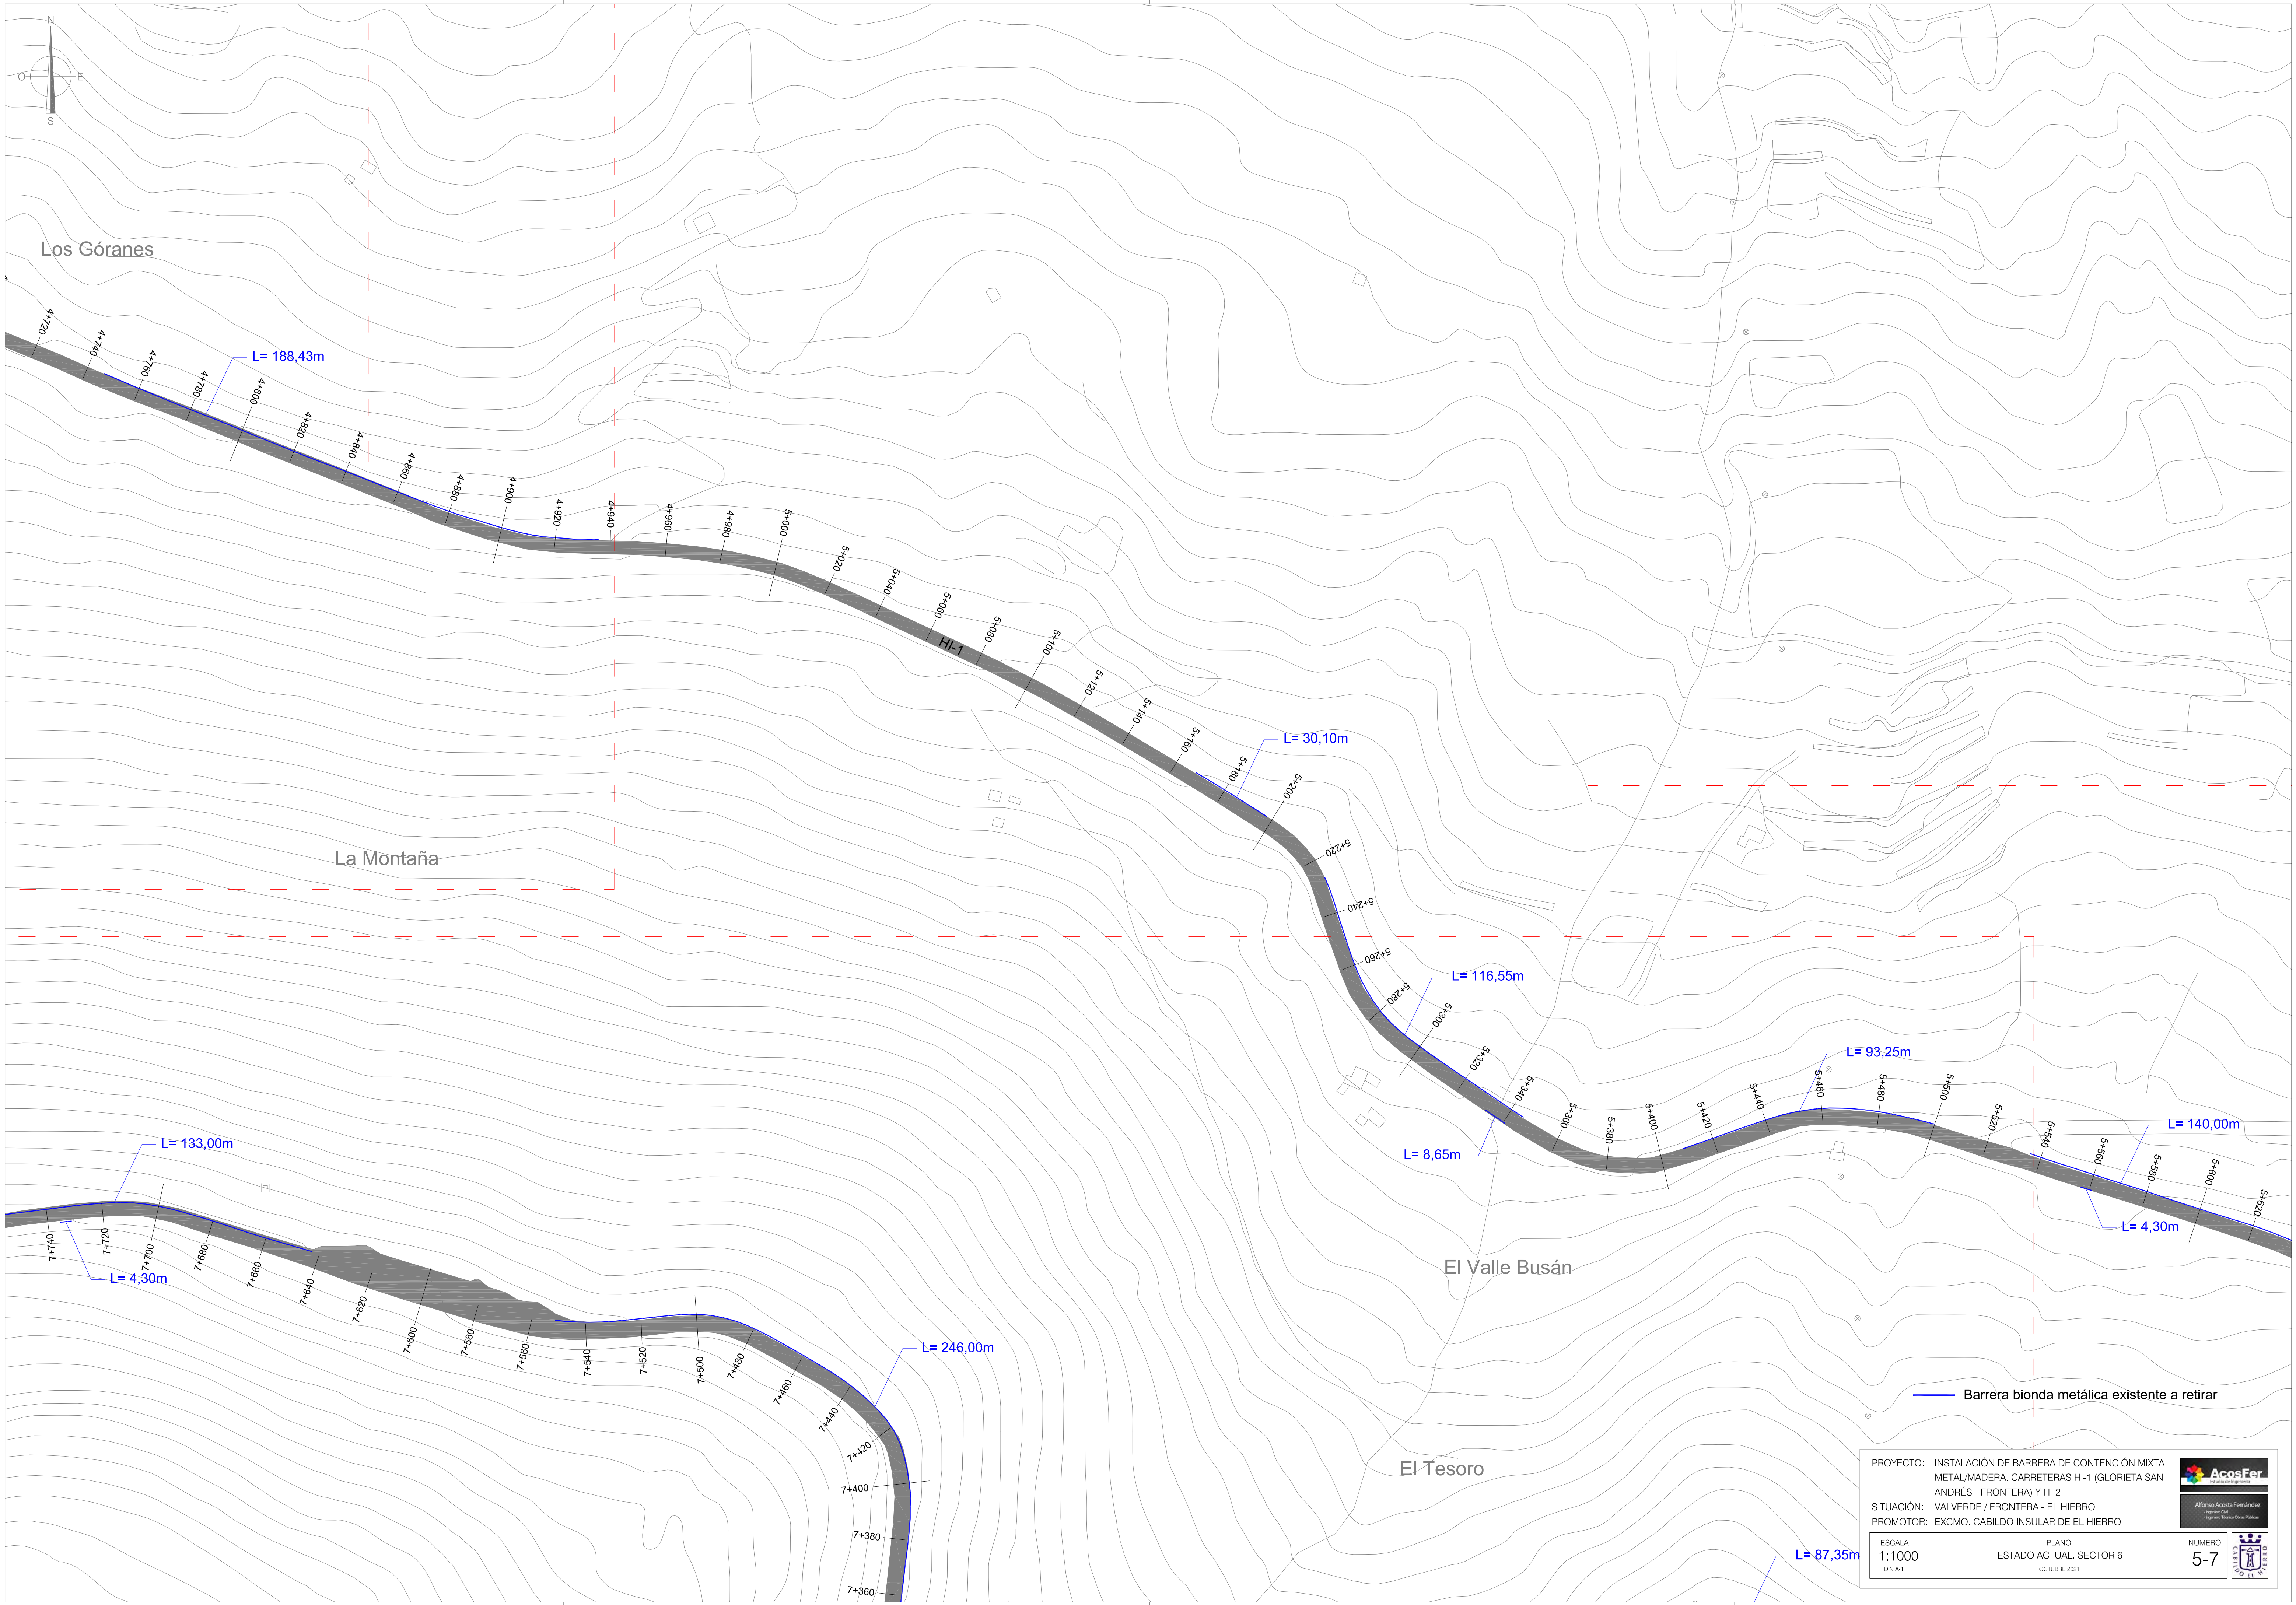 N
O
E
S
Los Góranes
4+720
4+740
4+760
4+780
L= 188,43m
4+800
4+820
4+840
4+860
4+880
4+900
4+920
4+940
4+960
4+980
5+000
5+020
5+040
5+060
HI-1
5+080
5+100
5+120
5+140
5+160
5+180
L= 30,10m
5+200
5+220
5+240
5+260
5+280
L= 116,55m
5+300
5+320
5+340
L= 8,65m
5+360
5+380
5+400
5+420
5+440
L= 93,25m
5+460
5+480
5+500
5+520
5+540
5+560
L= 140,00m
5+580
L= 4,30m
5+600
5+620
La Montaña
L= 133,00m
7+740
L= 4,30m
7+720
7+700
7+680
7+660
7+640
7+620
7+600
7+580
7+560
7+540
7+520
7+500
7+480
7+460
7+440
L= 246,00m
7+420
7+400
7+380
7+360
El Valle Busán
El Tesoro
L= 87,35m
Barrera bionda metálica existente a retirar
PROYECTO: INSTALACIÓN DE BARRERA DE CONTENCIÓN MIXTA
METAL/MADERA. CARRETERAS HI-1 (GLORIETA SAN
ANDRÉS - FRONTERA) Y HI-2
SITUACIÓN: VALVERDE / FRONTERA - EL HIERRO
PROMOTOR: EXCMO. CABILDO INSULAR DE EL HIERRO
AcosFer
Estudio de Ingeniería
Alfonso Acosta Fernández
- Ingeniero Civil
- Ingeniero Técnico Obras Públicas
ESCALA
1:1000
DIN A-1
PLANO
ESTADO ACTUAL. SECTOR 6
OCTUBRE 2021
NUMERO
5-7